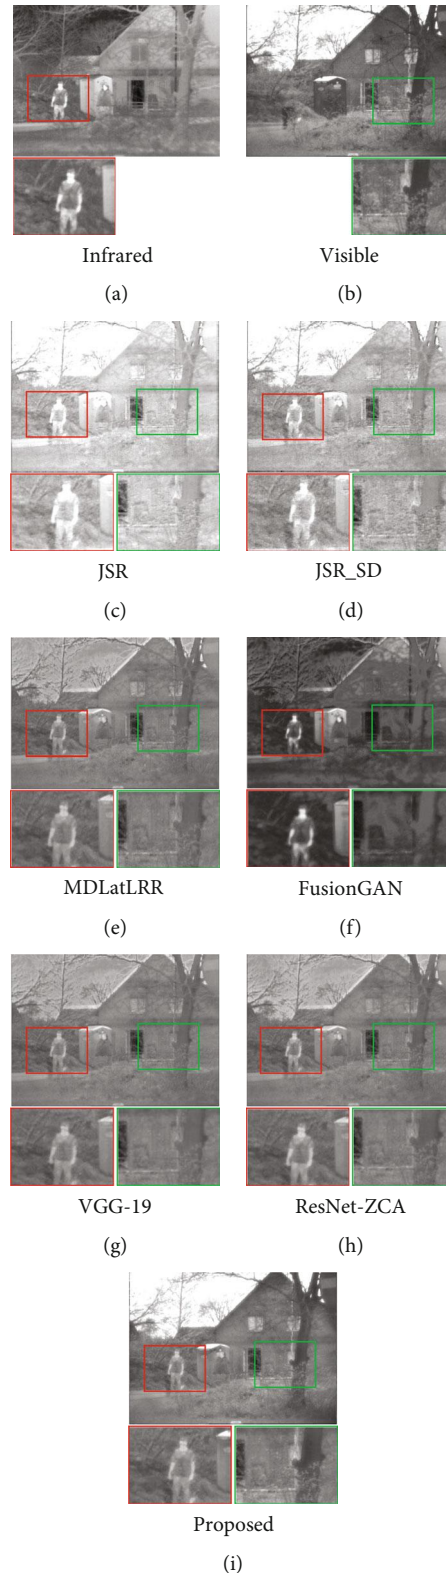 Infrared
Visible
(a)
(b)
JSR
JSR_SD
(c)
(d)
MDLatLRR
FusionGAN
(e)
(f)
VGG-19
ResNet-ZCA
(g)
(h)
Proposed
(i)